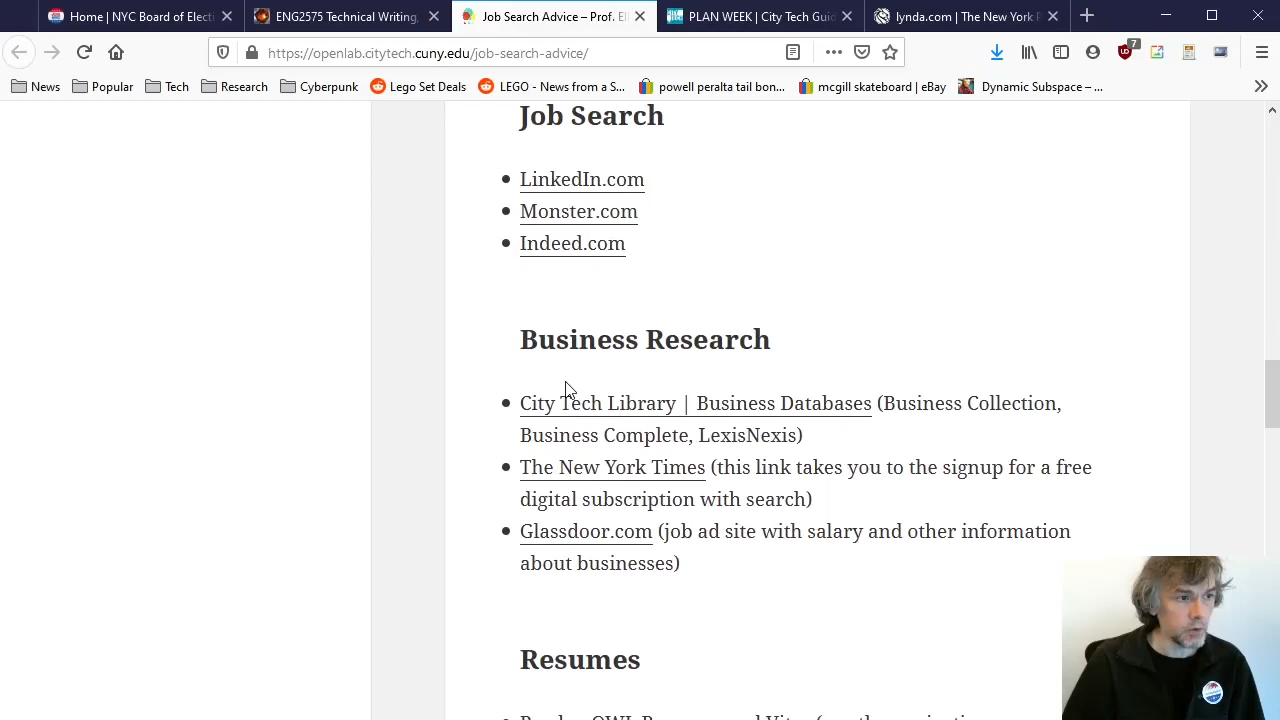 Home | NYC Board of Electi
ENG2575 Technical Writing,
Job Search Advice – Prof. Ell
PLAN WEEK | City Tech Guid
lynda.com | The New York P
https://openlab.citytech.cuny.edu/job-search-advice/
7
News
Popular
Tech
Research
Cyberpunk
Lego Set Deals
LEGO - News from a S...
powell peralta tail bon...
mcgill skateboard | eBay
Dynamic Subspace – ...
Job Search
LinkedIn.com
Monster.com
Indeed.com
Business Research
City Tech Library | Business Databases (Business Collection,
Business Complete, LexisNexis)
The New York Times (this link takes you to the signup for a free
digital subscription with search)
Glassdoor.com (job ad site with salary and other information
about businesses)
Resumes